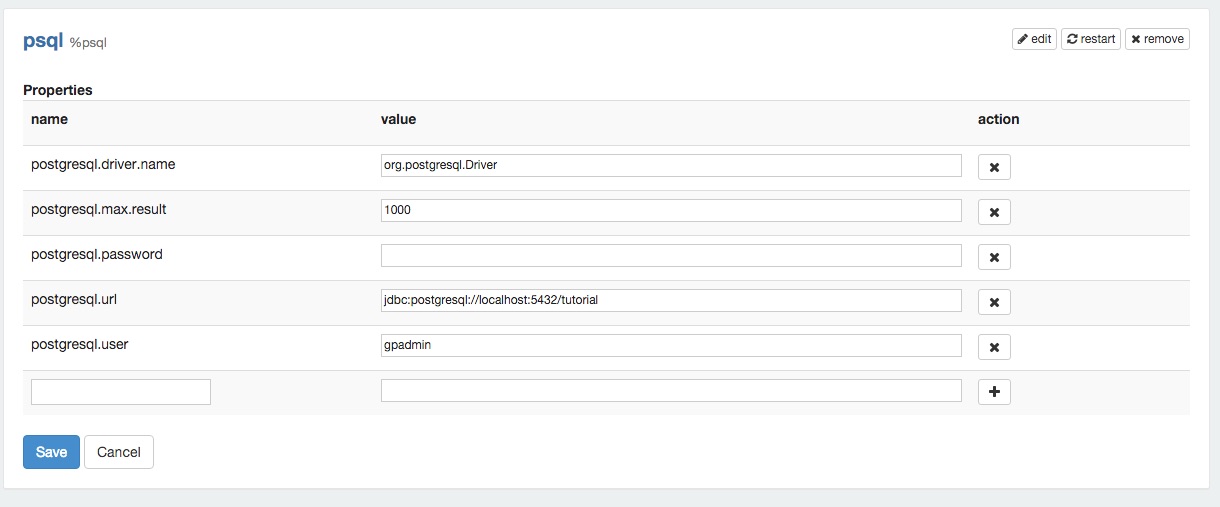 psql %psql edit restart remove
Properties
name value action
postgresql.driver.name org.postgresql.Driver
postgresql.max.result 1000
postgresql.password
postgresql.url jdbc:postgresql://localhost:5432/tutorial
postgresql.user gpadmin
Save Cancel